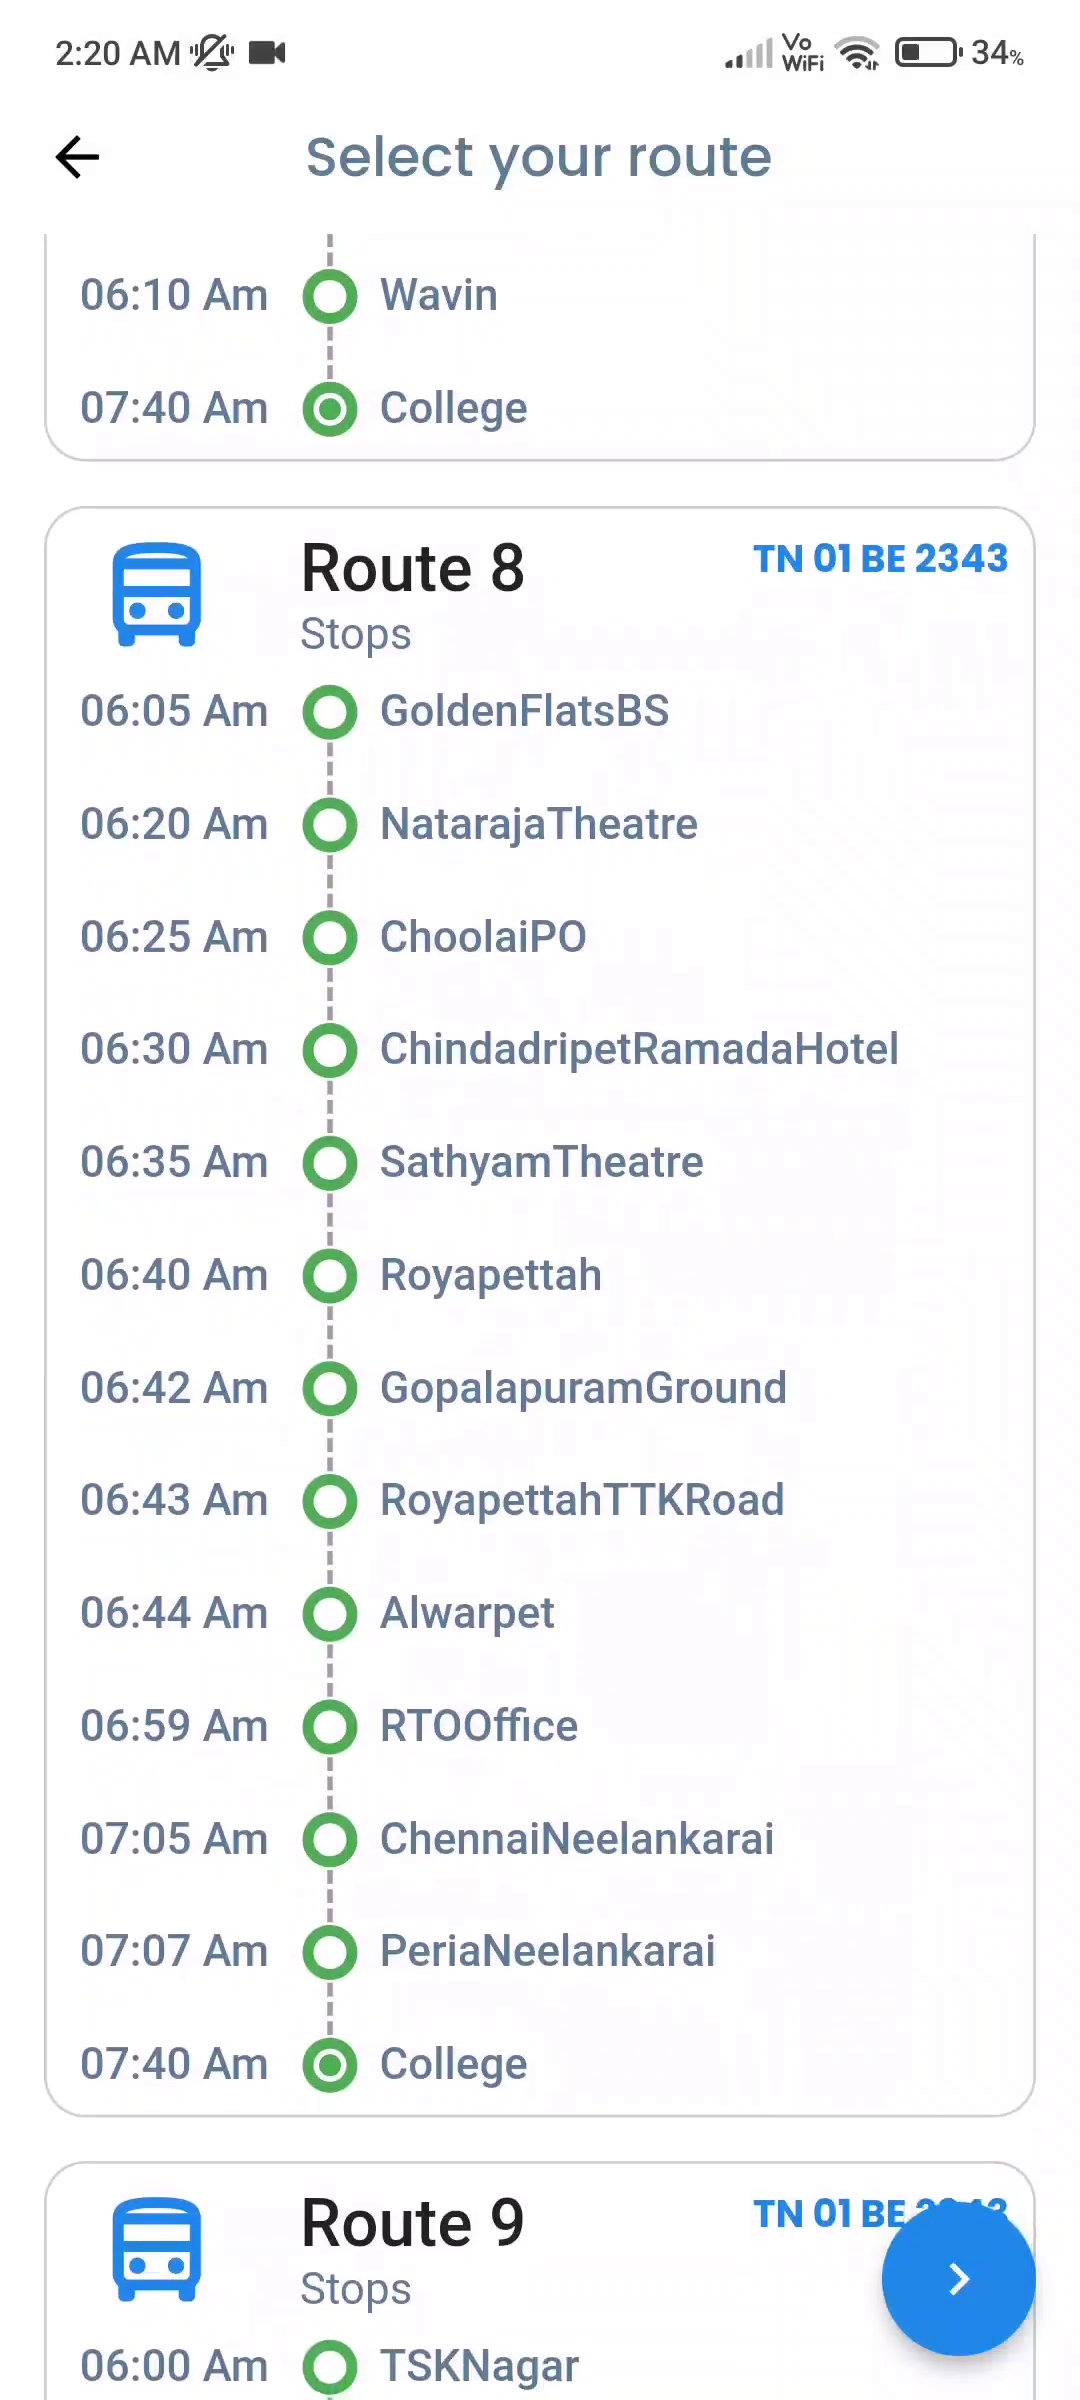 2:20 AM Vo WiFi 34%
Select your route
06:10 Am Wavin
07:40 Am College
Route 8 TN 01 BE 2343
Stops
06:05 Am GoldenFlatsBS
06:20 Am NatarajaTheatre
06:25 Am ChoolaiPO
06:30 Am ChindadripetRamadaHotel
06:35 Am SathyamTheatre
06:40 Am Royapettah
06:42 Am GopalapuramGround
06:43 Am RoyapettahTTKRoad
06:44 Am Alwarpet
06:59 Am RTOOffice
07:05 Am ChennaiNeelankarai
07:07 Am PeriaNeelankarai
07:40 Am College
Route 9 TN 01 BE
Stops
06:00 Am TSKNagar